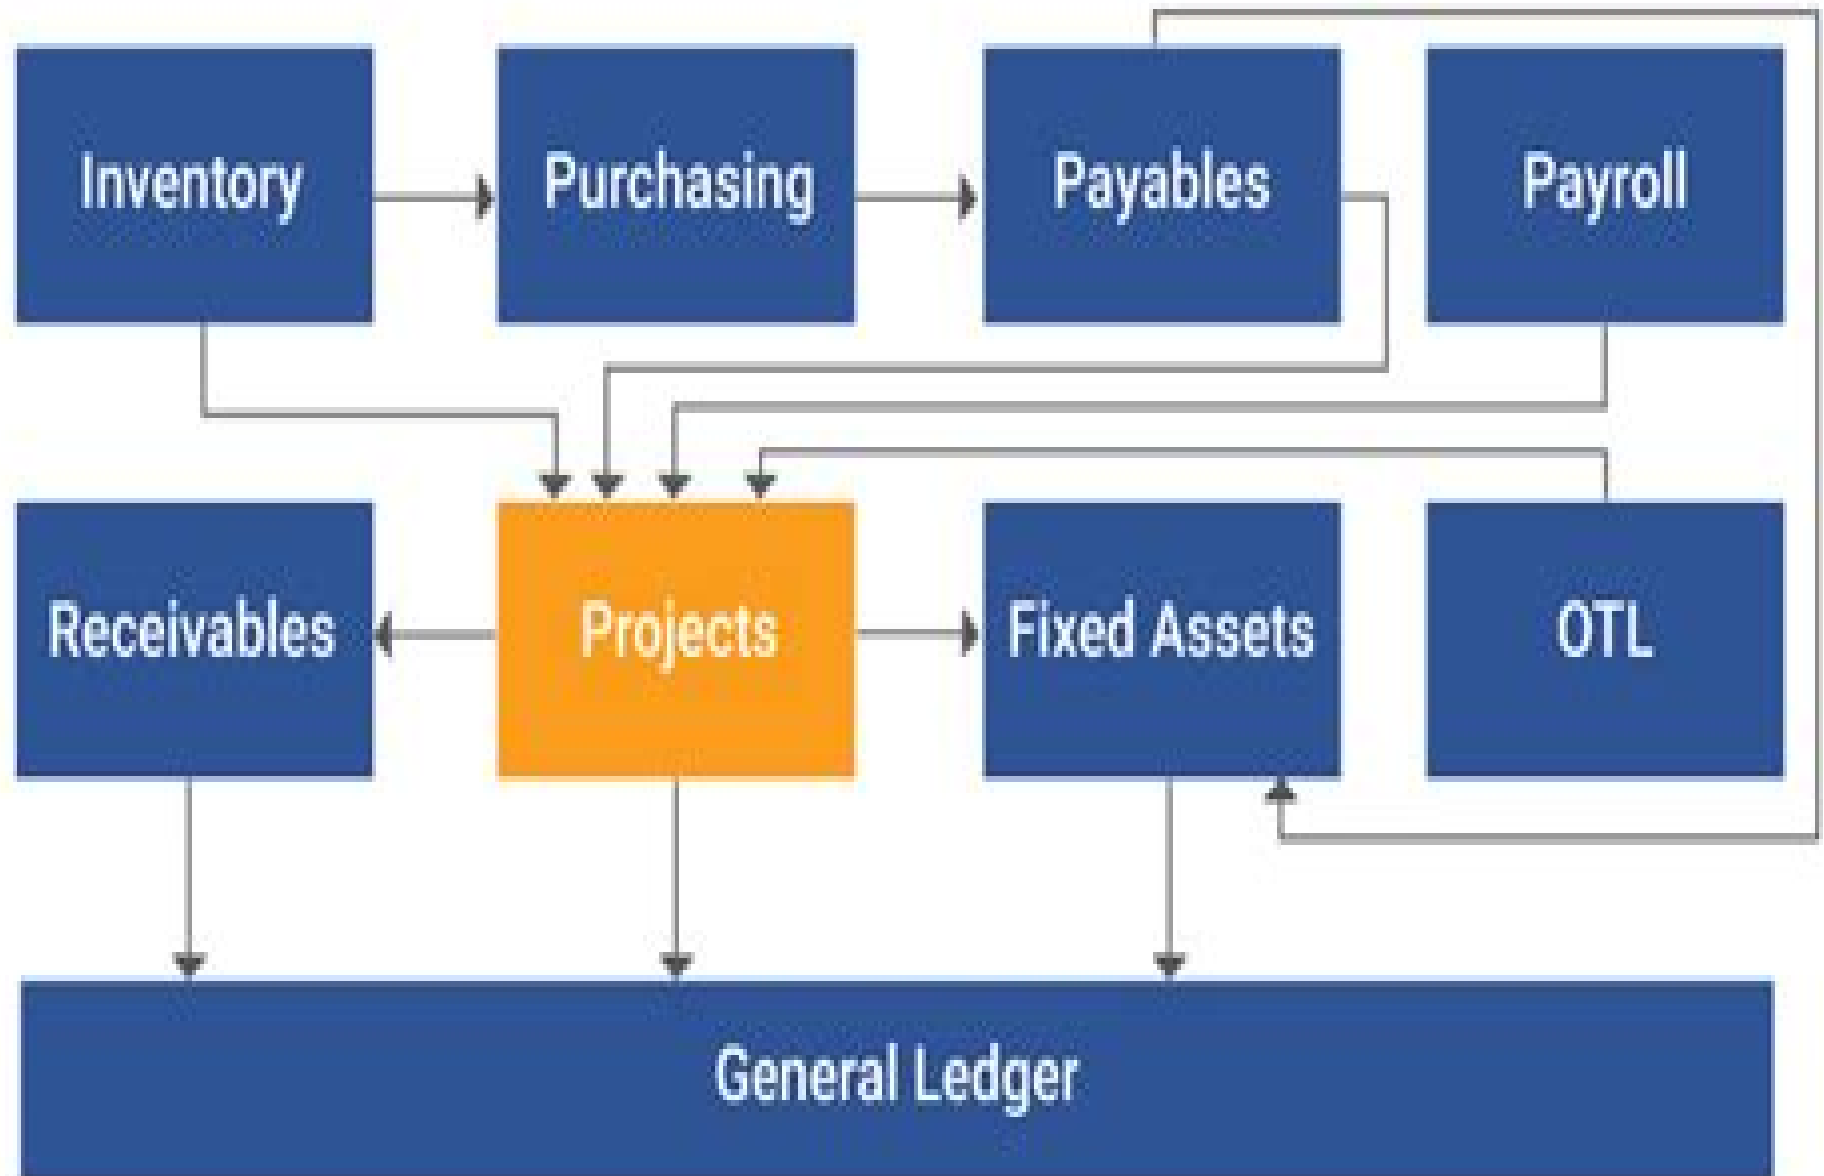 Inventory
Purchasing
Payables
Payroll
Receivables
Projects
Fixed Assets
OTL
General Ledger